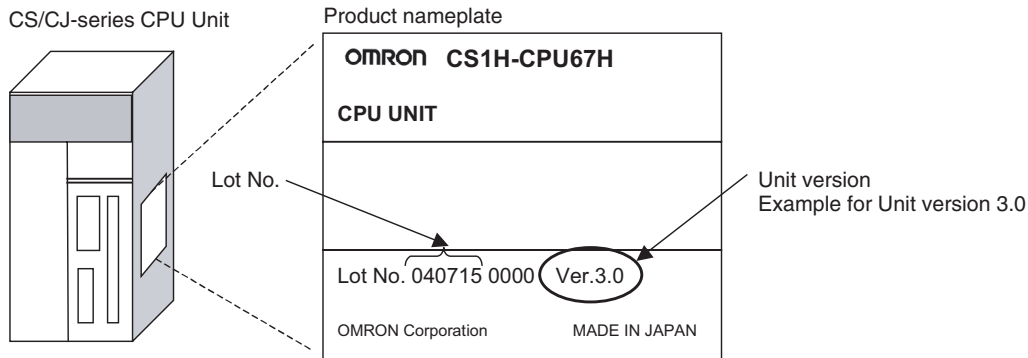 CS/CJ-series CPU Unit
Product nameplate
OMRON CS1H-CPU67H
CPU UNIT
Lot No.
Unit version
Example for Unit version 3.0
Lot No. 040715 0000 Ver.3.0
OMRON Corporation MADE IN JAPAN